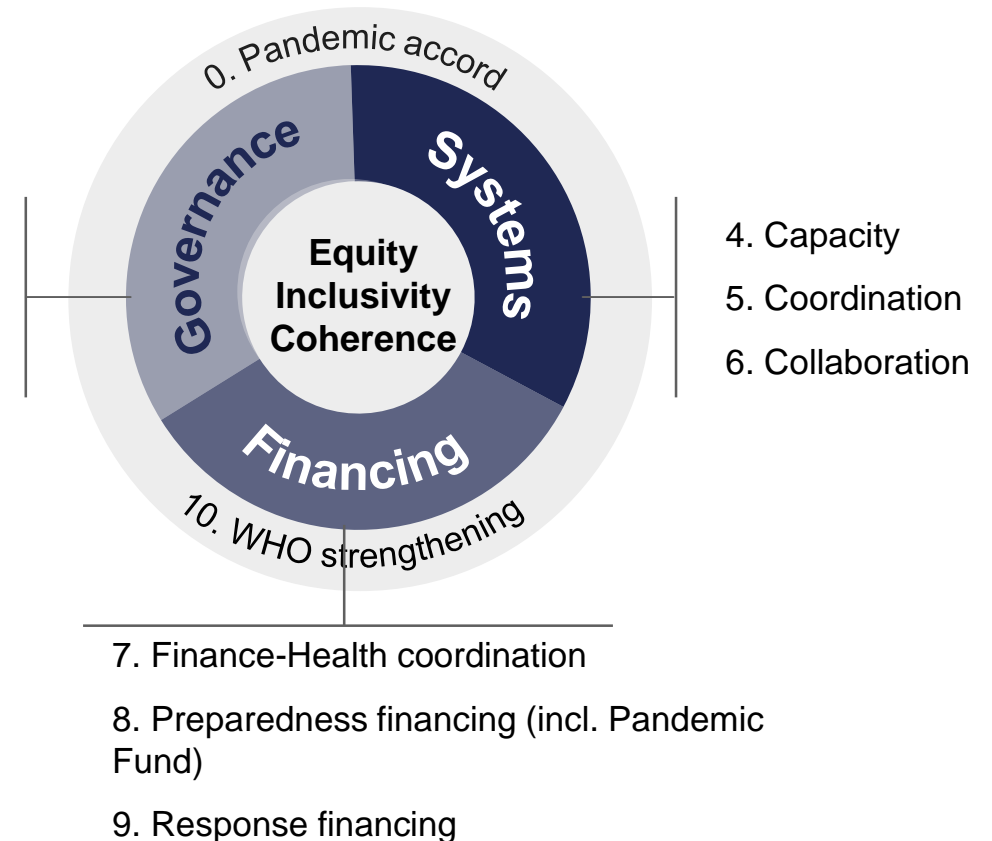 0. Pandemic accord
Governance
Systems
Equity
Inclusivity
Coherence
Financing
10. WHO strengthening
4. Capacity
5. Coordination
6. Collaboration
7. Finance-Health coordination
8. Preparedness financing (incl. Pandemic
Fund)
9. Response financing